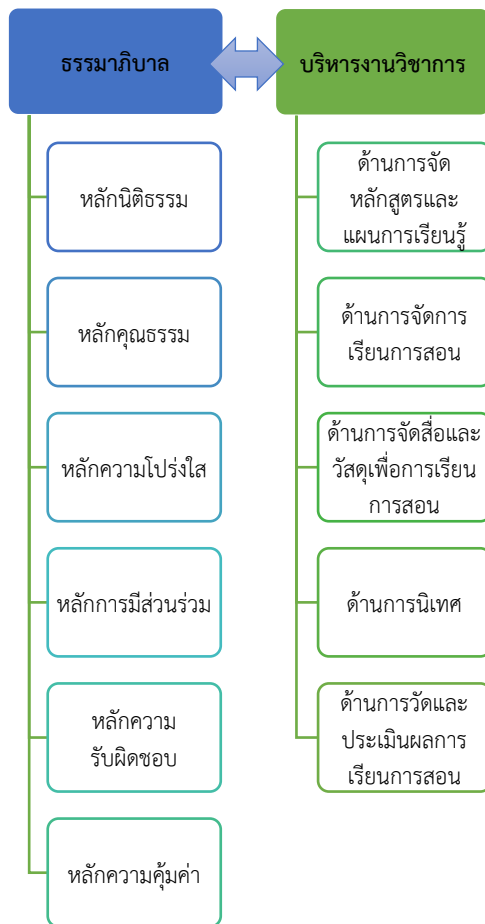 ธรรมาภิบาล
หลักนิติธรรม
หลักคุณธรรม
หลักความโปร่งใส
หลักการมีส่วนร่วม
หลักความ
รับผิดชอบ
หลักความคุ้มค่า
บริหารงานวิชาการ
ด้านการจัด
หลักสูตรและ
แผนการเรียนรู้
ด้านการจัดการ
เรียนการสอน
ด้านการจัดสื่อและ
วัสดุเพื่อการเรียน
การสอน
ด้านการนิเทศ
ด้านการวัดและ
ประเมินผลการ
เรียนการสอน